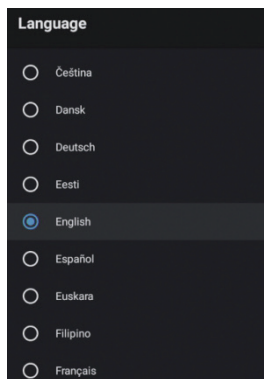 Language
Čeština
Dansk
Deutsch
Eesti
English
Español
Euskara
Filipino
Français